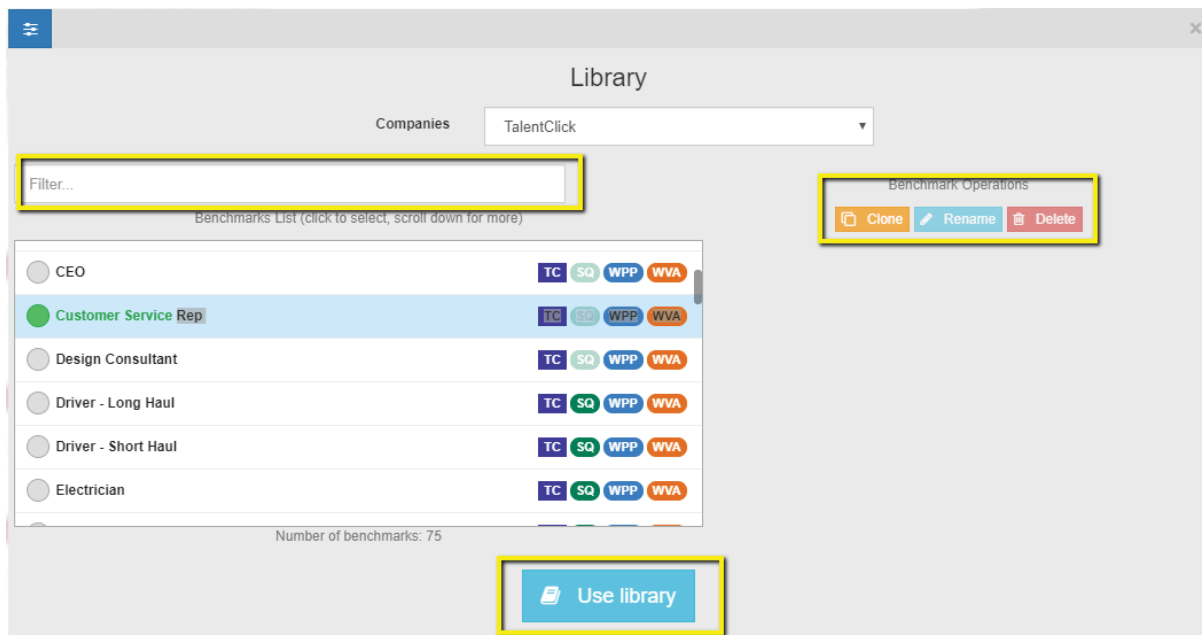 ×
Library
Companies TalentClick
Filter...
Benchmarks List (click to select, scroll down for more)
Benchmark Operations
Clone Rename Delete
CEO TC SQ WPP WVA
Customer Service Rep TC SQ WPP WVA
Design Consultant TC SQ WPP WVA
Driver - Long Haul TC SQ WPP WVA
Driver - Short Haul TC SQ WPP WVA
Electrician TC SQ WPP WVA
Number of benchmarks: 75
Use library